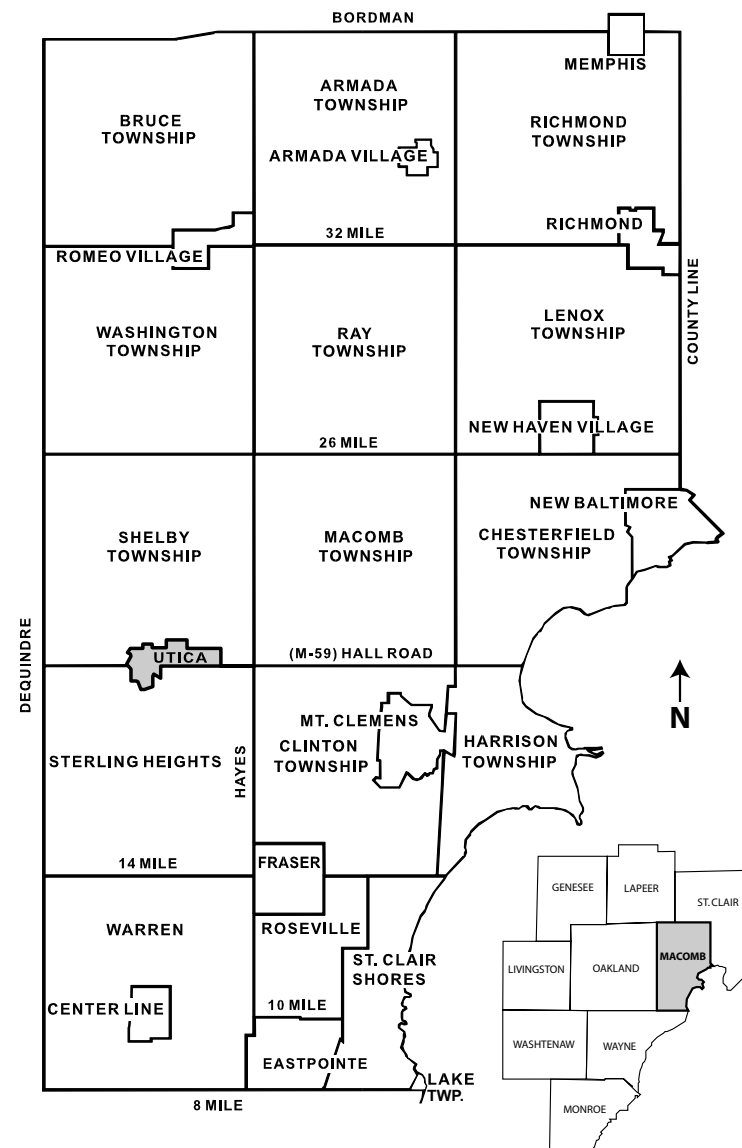 BORDMAN
MEMPHIS
ARMADA
TOWNSHIP
BRUCE
TOWNSHIP
RICHMOND
TOWNSHIP
ARMADA VILLAGE
RICHMOND
32 MILE
ROMEO VILLAGE
COUNTY LINE
WASHINGTON
TOWNSHIP
RAY
TOWNSHIP
LENOX
TOWNSHIP
NEW HAVEN VILLAGE
26 MILE
NEW BALTIMORE
SHELBY
TOWNSHIP
MACOMB
TOWNSHIP
CHESTERFIELD
TOWNSHIP
DEQUINDRE
UTICA
(M-59) HALL ROAD
N
MT. CLEMENS
CLINTON
TOWNSHIP
HARRISON
TOWNSHIP
STERLING HEIGHTS
HAYES
14 MILE
FRASER
WARREN
ROSEVILLE
ST. CLAIR
SHORES
CENTER LINE
10 MILE
EASTPOINTE
LAKE
TWP.
8 MILE
GENESEE
LAPEER
ST. CLAIR
MACOMB
LIVINGSTON
OAKLAND
WASHTENAW
WAYNE
MONROE